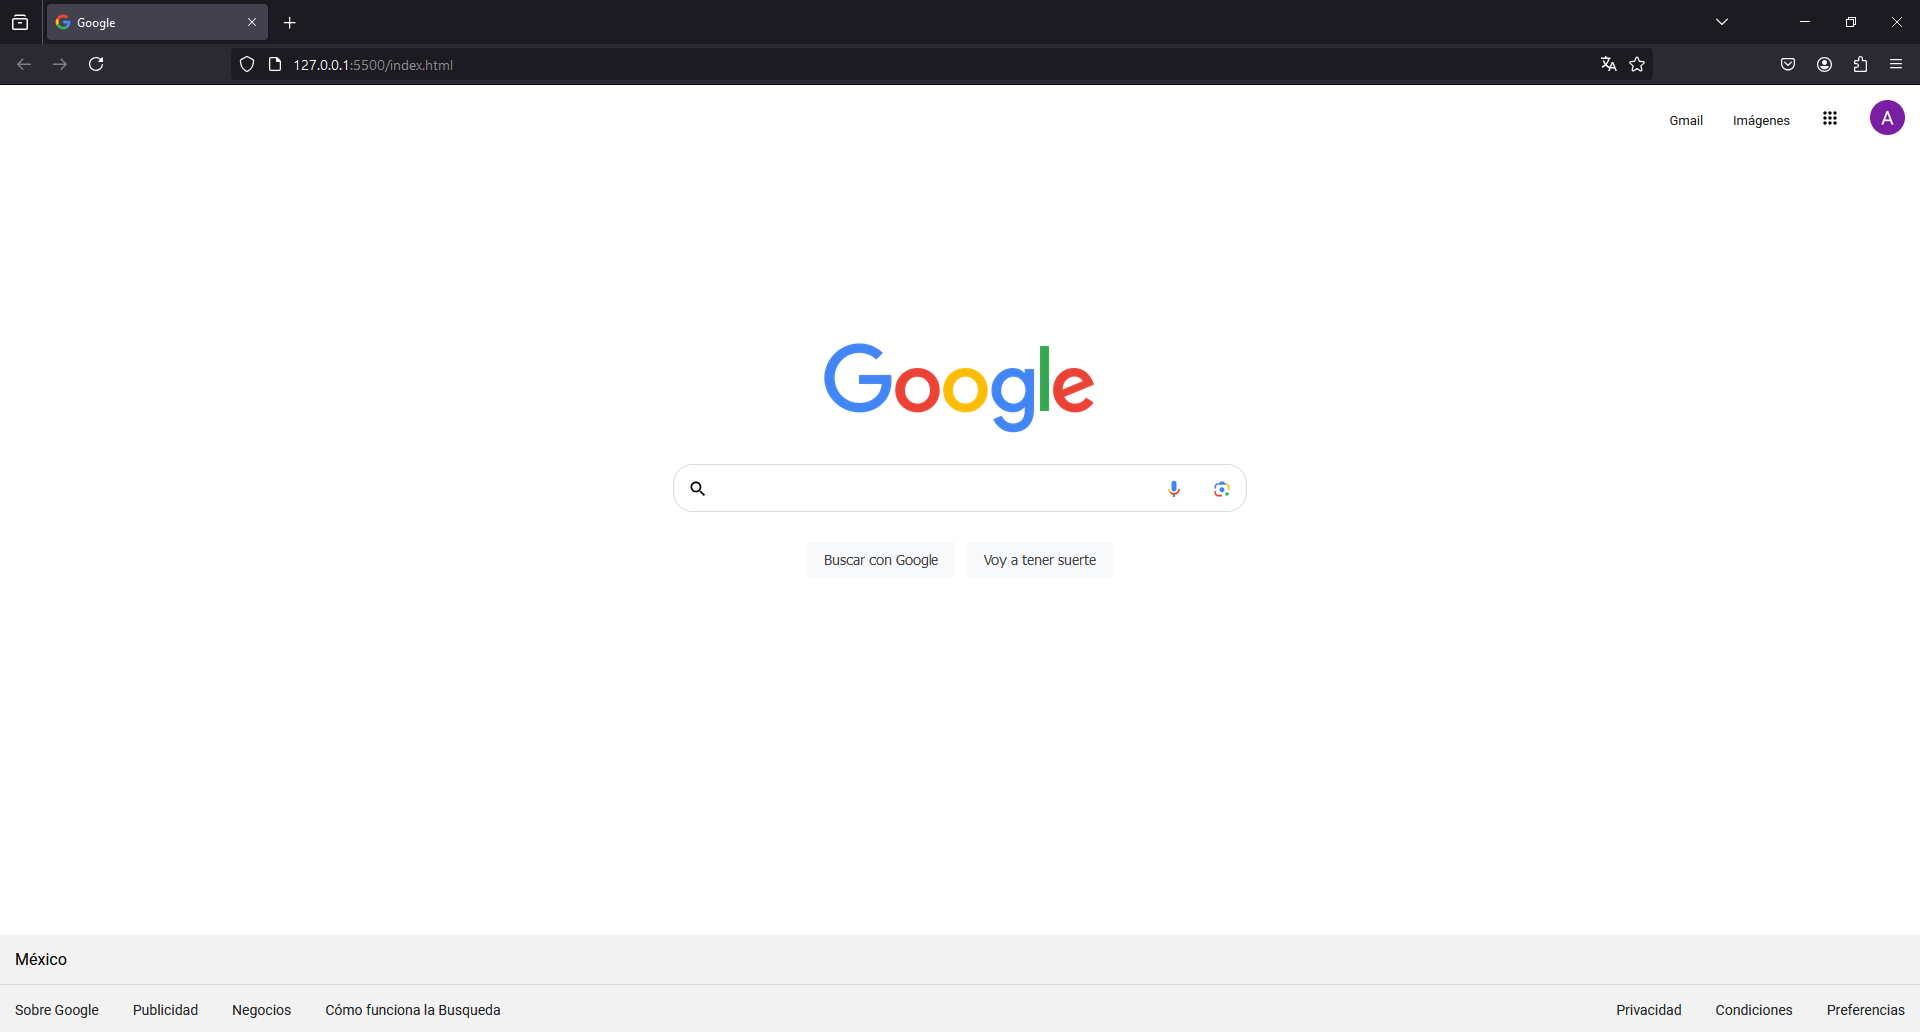 Google
127.0.0.1:5500/index.html
Gmail Imágenes A
Google
Buscar con Google Voy a tener suerte
México
Sobre Google Publicidad Negocios Cómo funciona la Busqueda Privacidad Condiciones Preferencias